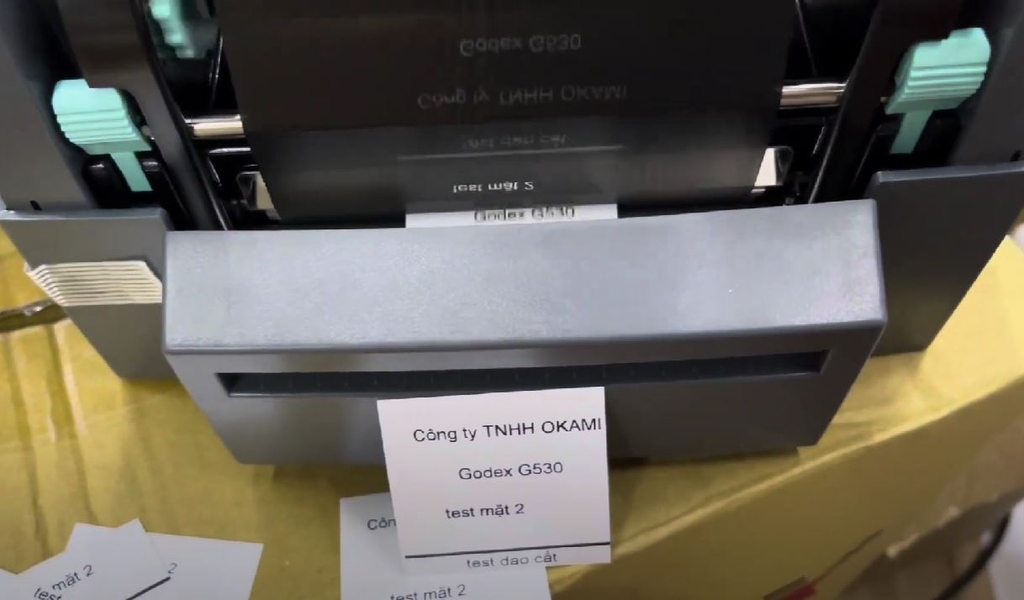 Godex G530
Công ty TNHH OKAMI
test dao cắt
test mặt 2
Godex G530
Công ty TNHH OKAMI
Godex G530
test mặt 2
test dao cắt
Côn
test mặt 2
test mặt 2
2